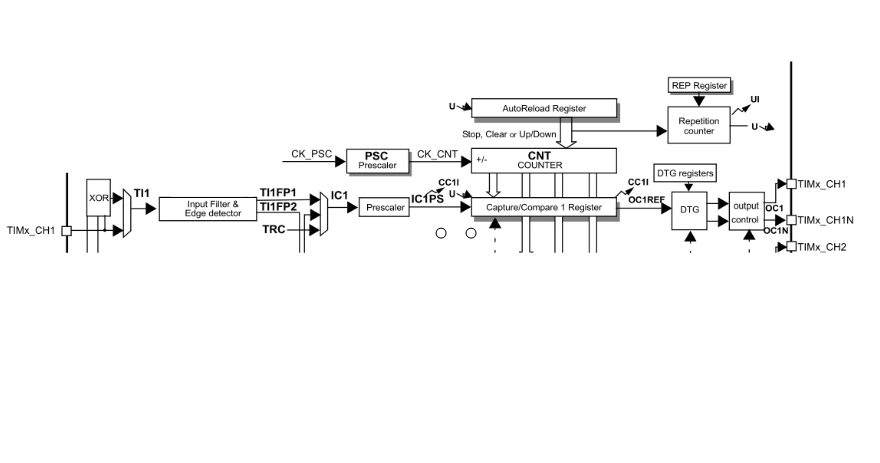 REP Register
UI
U
AutoReload Register
Repetition
counter
U
Stop, Clear or Up/Down
CK_PSC
PSC
Prescaler
CK_CNT
+/-
CNT
COUNTER
DTG registers
XOR
TI1
Input Filter &
Edge detector
TI1FP1
TI1FP2
TRC
IC1
Prescaler
CC1I
IC1PS
U
Capture/Compare 1 Register
CC1I
OC1REF
DTG
output
control
OC1
OC1N
TIMx_CH1
TIMx_CH1
TIMx_CH1N
TIMx_CH2